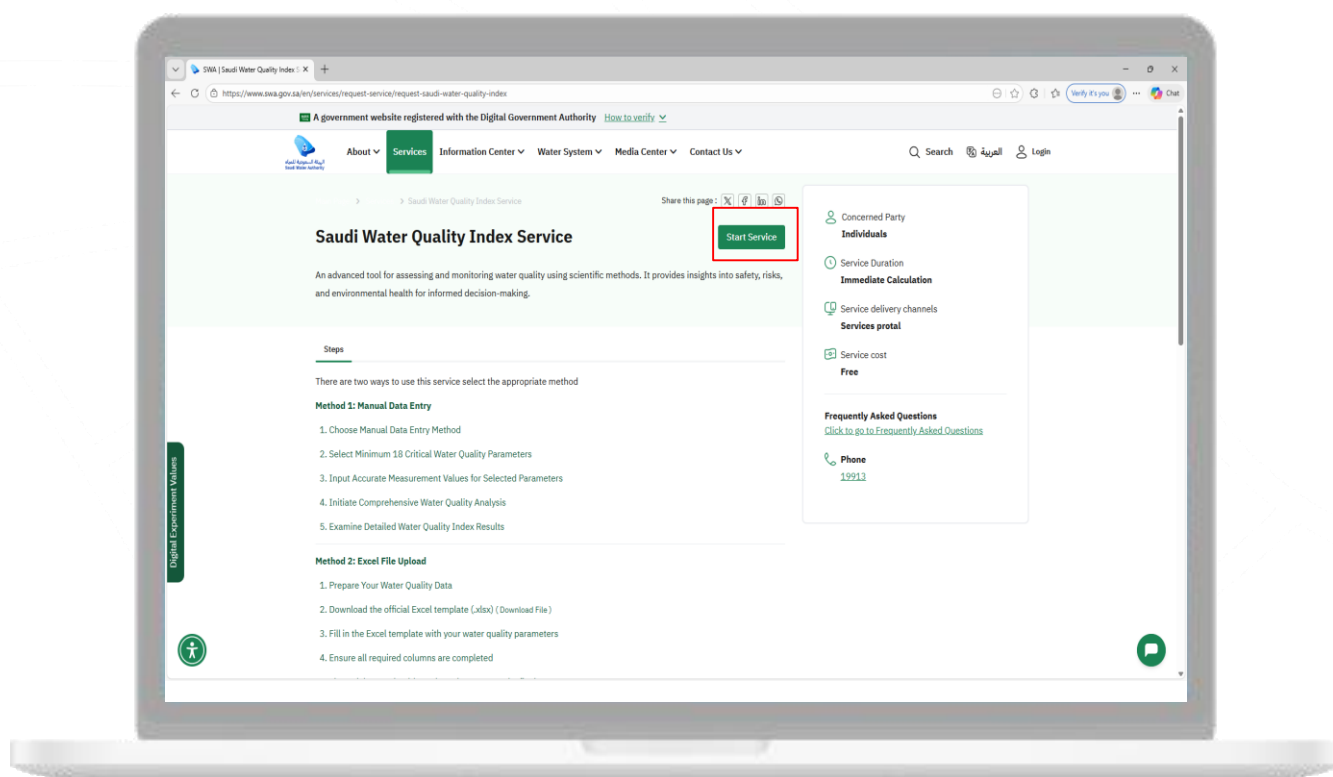 SWA | Saudi Water Quality Index S
https://www.swa.gov.sa/en/services/request-service/request-saudi-water-quality-index
Verify it's you
Chat
A government website registered with the Digital Government Authority How to verify
الهيئة السعودية للمياه
Saudi Water Authority
About
Services
Information Center
Water System
Media Center
Contact Us
Search
العربية
Login
> > Saudi Water Quality Index Service
Share this page :
Saudi Water Quality Index Service
Start Service
An advanced tool for assessing and monitoring water quality using scientific methods. It provides insights into safety, risks,
and environmental health for informed decision-making.
Concerned Party
Individuals
Service Duration
Immediate Calculation
Service delivery channels
Services protal
Service cost
Free
Frequently Asked Questions
Click to go to Frequently Asked Questions
Phone
19913
Steps
There are two ways to use this service select the appropriate method
Method 1: Manual Data Entry
1. Choose Manual Data Entry Method
2. Select Minimum 18 Critical Water Quality Parameters
3. Input Accurate Measurement Values for Selected Parameters
4. Initiate Comprehensive Water Quality Analysis
5. Examine Detailed Water Quality Index Results
Method 2: Excel File Upload
1. Prepare Your Water Quality Data
2. Download the official Excel template (.xlsx) ( Download File )
3. Fill in the Excel template with your water quality parameters
4. Ensure all required columns are completed
Digital Experiment Values